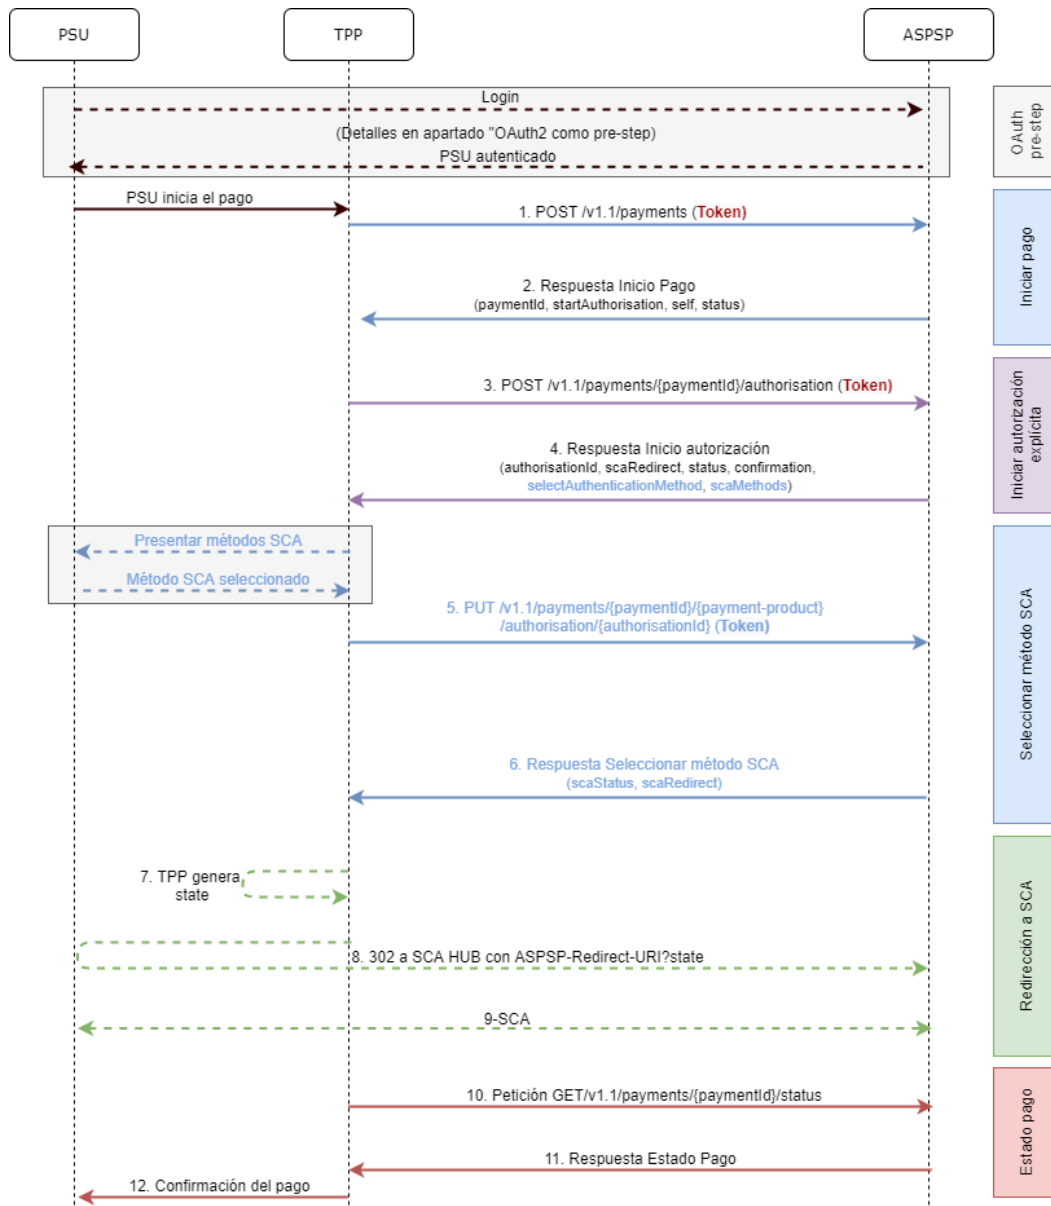 PSU
TPP
ASPSP
Login
(Detalles en apartado "OAuth2 como pre-step)
PSU autenticado
OAuth
pre-step
PSU inicia el pago
1. POST /v1.1/payments (Token)
2. Respuesta Inicio Pago
(paymentId, startAuthorisation, self, status)
Iniciar pago
3. POST /v1.1/payments/{paymentId}/authorisation (Token)
4. Respuesta Inicio autorización
(authorisationId, scaRedirect, status, confirmation,
selectAuthenticationMethod, scaMethods)
Iniciar autorización
explícita
Presentar métodos SCA
Método SCA seleccionado
5. PUT /v1.1/payments/{paymentId}/{payment-product}
/authorisation/{authorisationId} (Token)
6. Respuesta Seleccionar método SCA
(scaStatus, scaRedirect)
Seleccionar método SCA
7. TPP genera
state
8. 302 a SCA HUB con ASPSP-Redirect-URI?state
9-SCA
Redirección a SCA
10. Petición GET/v1.1/payments/{paymentId}/status
11. Respuesta Estado Pago
12. Confirmación del pago
Estado pago